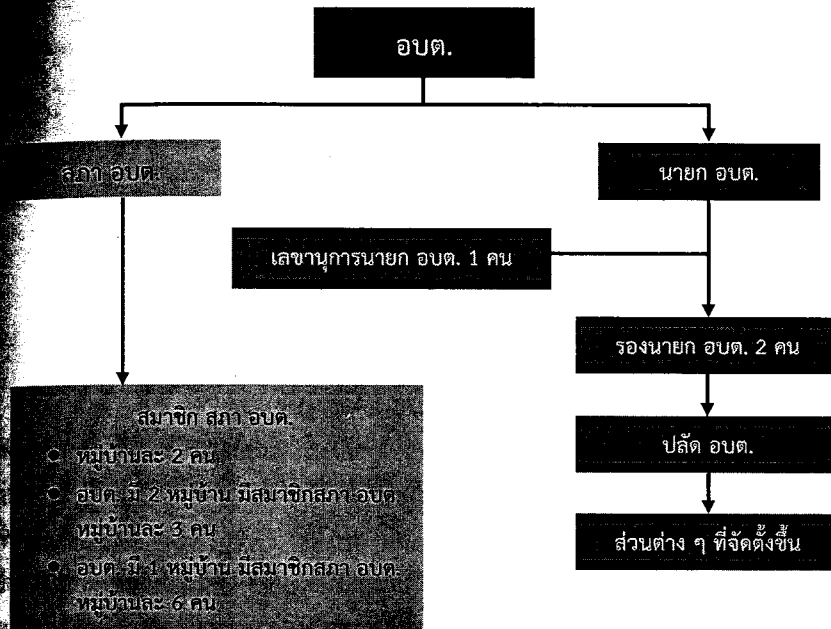 อบต.
สภา อบต.
นายก อบต.
เลขานุการนายก อบต. 1 คน
รองนายก อบต. 2 คน
สมาชิก สภา อบต.
หมู่บ้านละ 2 คน
อบต. มี 2 หมู่บ้าน มีสมาชิกสภา อบต.
หมู่บ้านละ 3 คน
อบต. มี 1 หมู่บ้าน มีสมาชิกสภา อบต.
หมู่บ้านละ 6 คน
ปลัด อบต.
ส่วนต่าง ๆ ที่จัดตั้งขึ้น